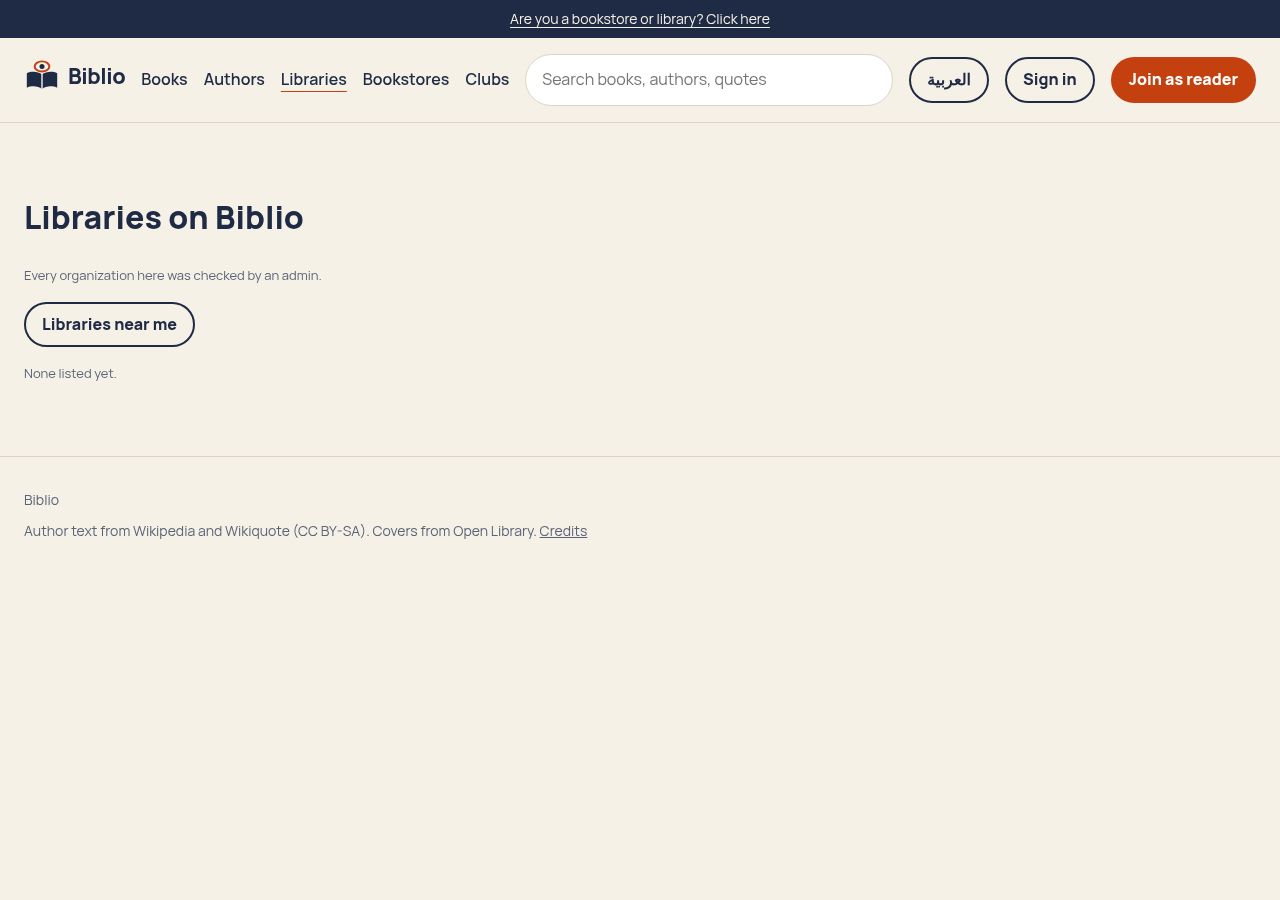 Are you a bookstore or library? Click here
Biblio
Books
Authors
Libraries
Bookstores
Clubs
Search books, authors, quotes
العربية
Sign in
Join as reader
Libraries on Biblio
Every organization here was checked by an admin.
Libraries near me
None listed yet.
Biblio
Author text from Wikipedia and Wikiquote (CC BY-SA). Covers from Open Library. Credits